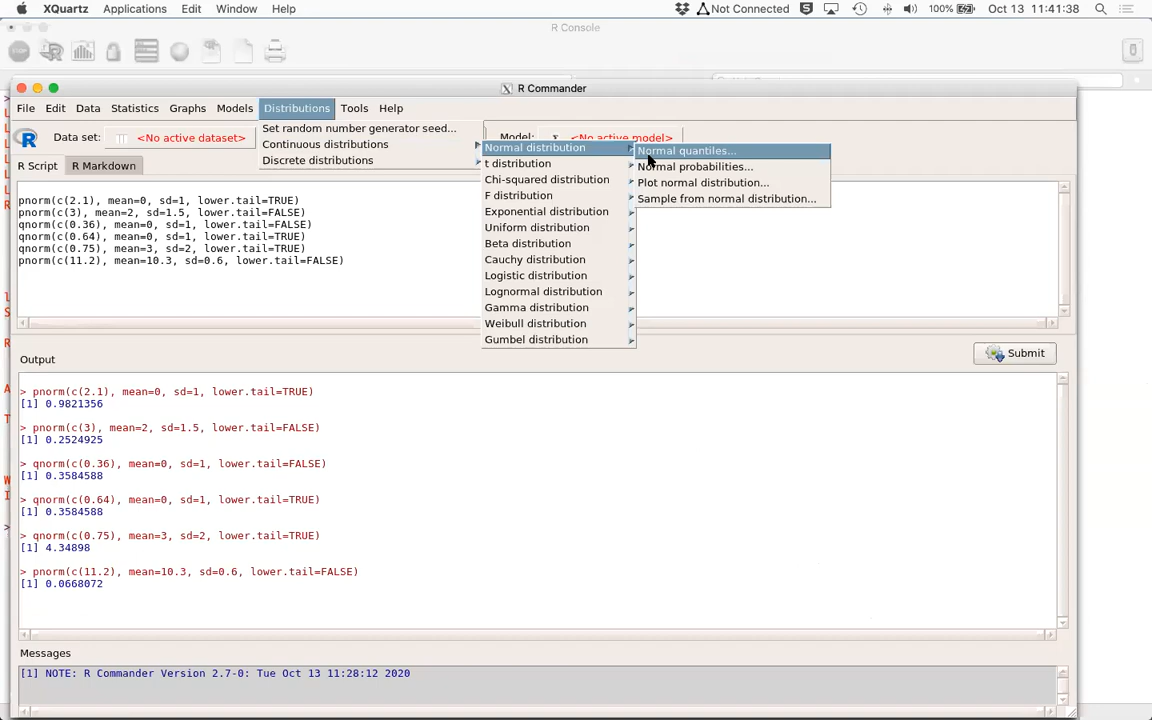 XQuartz Applications Edit Window Help Not Connected 100% Oct 13 11:41:38
R Console
R Commander
File Edit Data Statistics Graphs Models Distributions Tools Help
Set random number generator seed...
Continuous distributions
Discrete distributions
Data set: <No active dataset> Model: Σ <No active model>
Normal distribution
t distribution
Chi-squared distribution
F distribution
Exponential distribution
Uniform distribution
Beta distribution
Cauchy distribution
Logistic distribution
Lognormal distribution
Gamma distribution
Weibull distribution
Gumbel distribution
Normal quantiles...
Normal probabilities...
Plot normal distribution...
Sample from normal distribution...
R Script R Markdown
pnorm(c(2.1), mean=0, sd=1, lower.tail=TRUE)
pnorm(c(3), mean=2, sd=1.5, lower.tail=FALSE)
qnorm(c(0.36), mean=0, sd=1, lower.tail=FALSE)
qnorm(c(0.64), mean=0, sd=1, lower.tail=TRUE)
qnorm(c(0.75), mean=3, sd=2, lower.tail=TRUE)
pnorm(c(11.2), mean=10.3, sd=0.6, lower.tail=FALSE)
Output
Submit
> pnorm(c(2.1), mean=0, sd=1, lower.tail=TRUE)
[1] 0.9821356
> pnorm(c(3), mean=2, sd=1.5, lower.tail=FALSE)
[1] 0.2524925
> qnorm(c(0.36), mean=0, sd=1, lower.tail=FALSE)
[1] 0.3584588
> qnorm(c(0.64), mean=0, sd=1, lower.tail=TRUE)
[1] 0.3584588
> qnorm(c(0.75), mean=3, sd=2, lower.tail=TRUE)
[1] 4.34898
> pnorm(c(11.2), mean=10.3, sd=0.6, lower.tail=FALSE)
[1] 0.0668072
Messages
[1] NOTE: R Commander Version 2.7-0: Tue Oct 13 11:28:12 2020